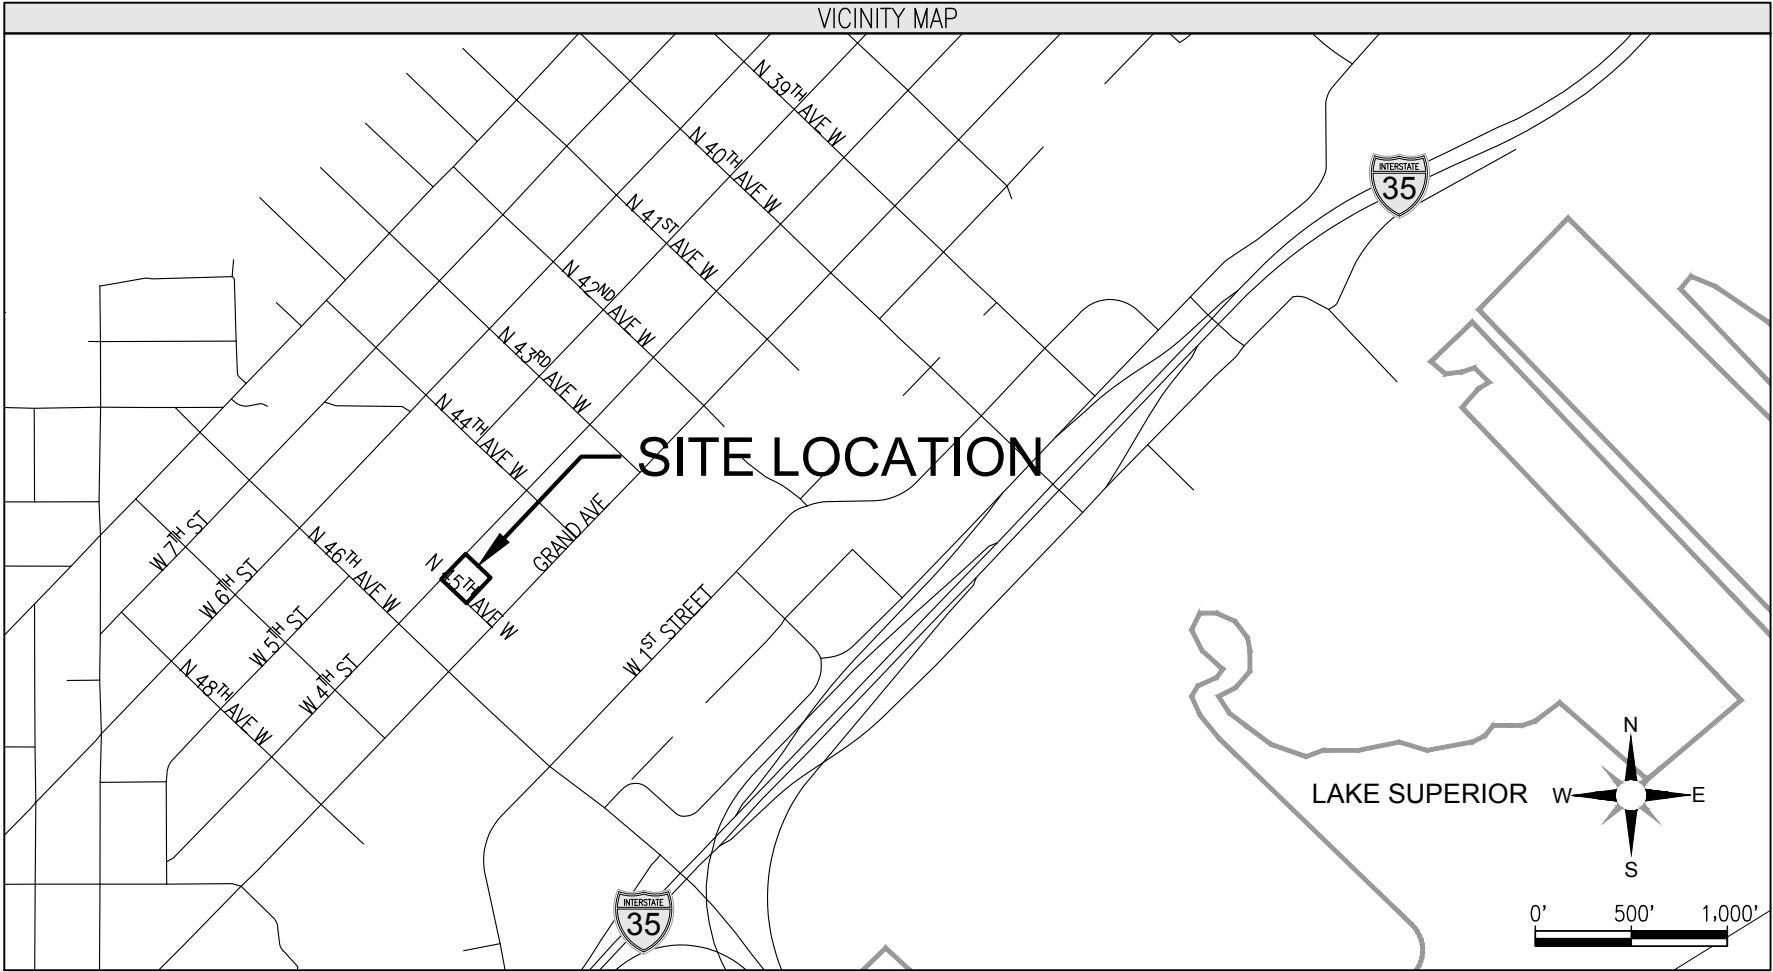 VICINITY MAP
N 39TH AVE W
N 40TH AVE W
INTERSTATE
35
N 41ST AVE W
N 42ND AVE W
N 43RD AVE W
N 44TH AVE W
SITE LOCATION
W 7TH ST
N 46TH AVE W
GRAND AVE
N 45TH AVE W
W 6TH ST
W 5TH ST
W 1ST STREET
W 4TH ST
N 48TH AVE W
N
LAKE SUPERIOR
W
E
S
INTERSTATE
35
0' 500' 1,000'